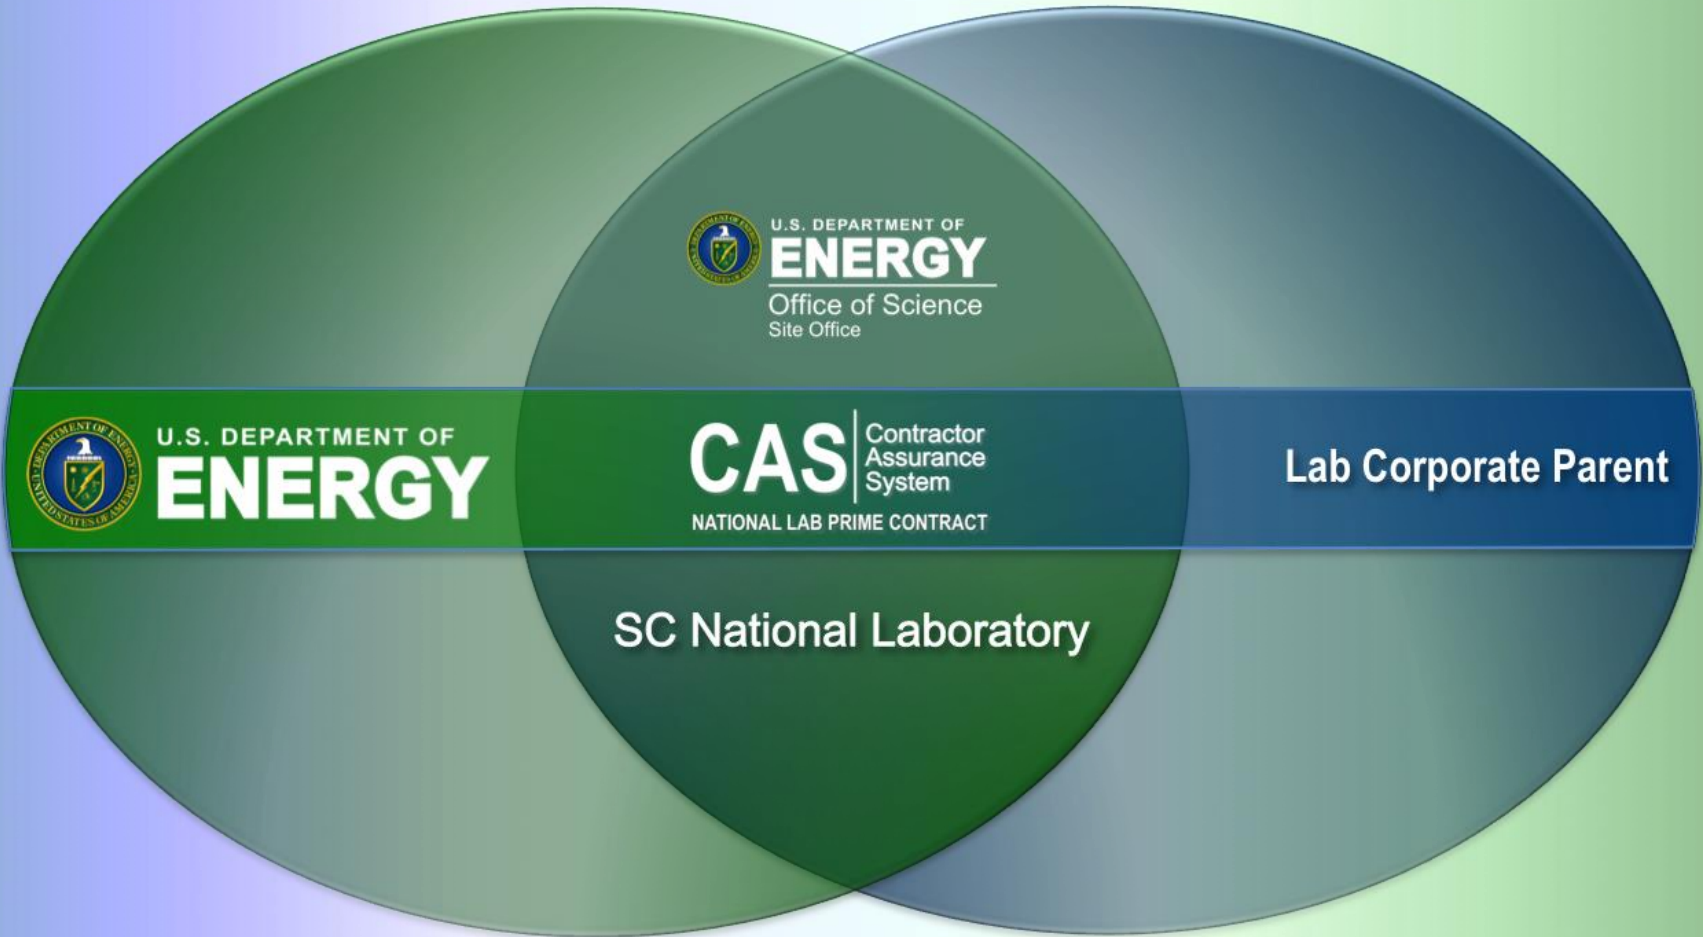 U.S. DEPARTMENT OF
ENERGY
Office of Science
Site Office
U.S. DEPARTMENT OF
ENERGY
CAS
Contractor
Assurance
System
NATIONAL LAB PRIME CONTRACT
Lab Corporate Parent
SC National Laboratory